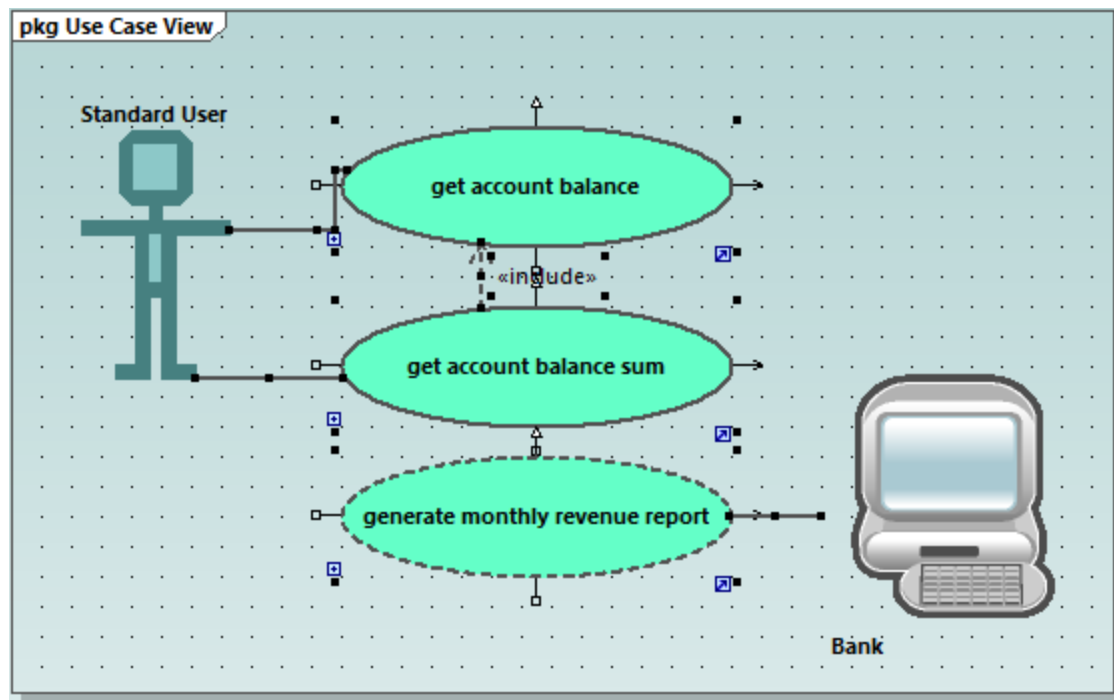 pkg Use Case View
Standard User
get account balance
«include»
get account balance sum
generate monthly revenue report
Bank